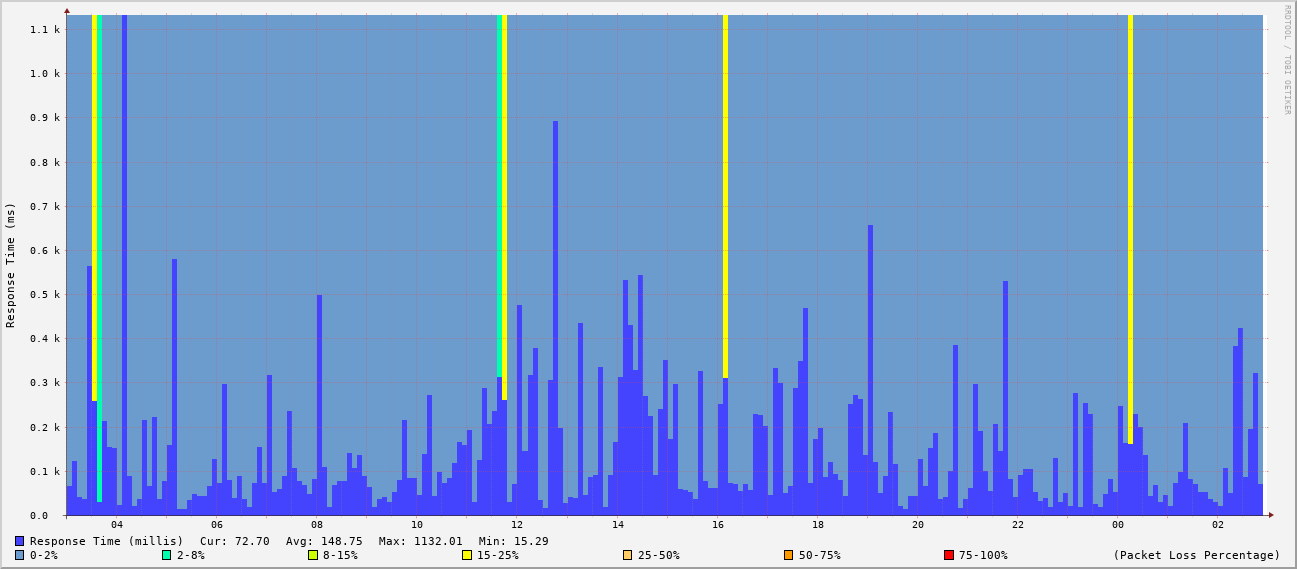 RRDTOOL / TOBI OETIKER
Response Time (ms)
1.1 k
1.0 k
0.9 k
0.8 k
0.7 k
0.6 k
0.5 k
0.4 k
0.3 k
0.2 k
0.1 k
0.0
04 06 08 10 12 14 16 18 20 22 00 02
Response Time (millis) Cur: 72.70 Avg: 148.75 Max: 1132.01 Min: 15.29
0-2% 2-8% 8-15% 15-25% 25-50% 50-75% 75-100% (Packet Loss Percentage)